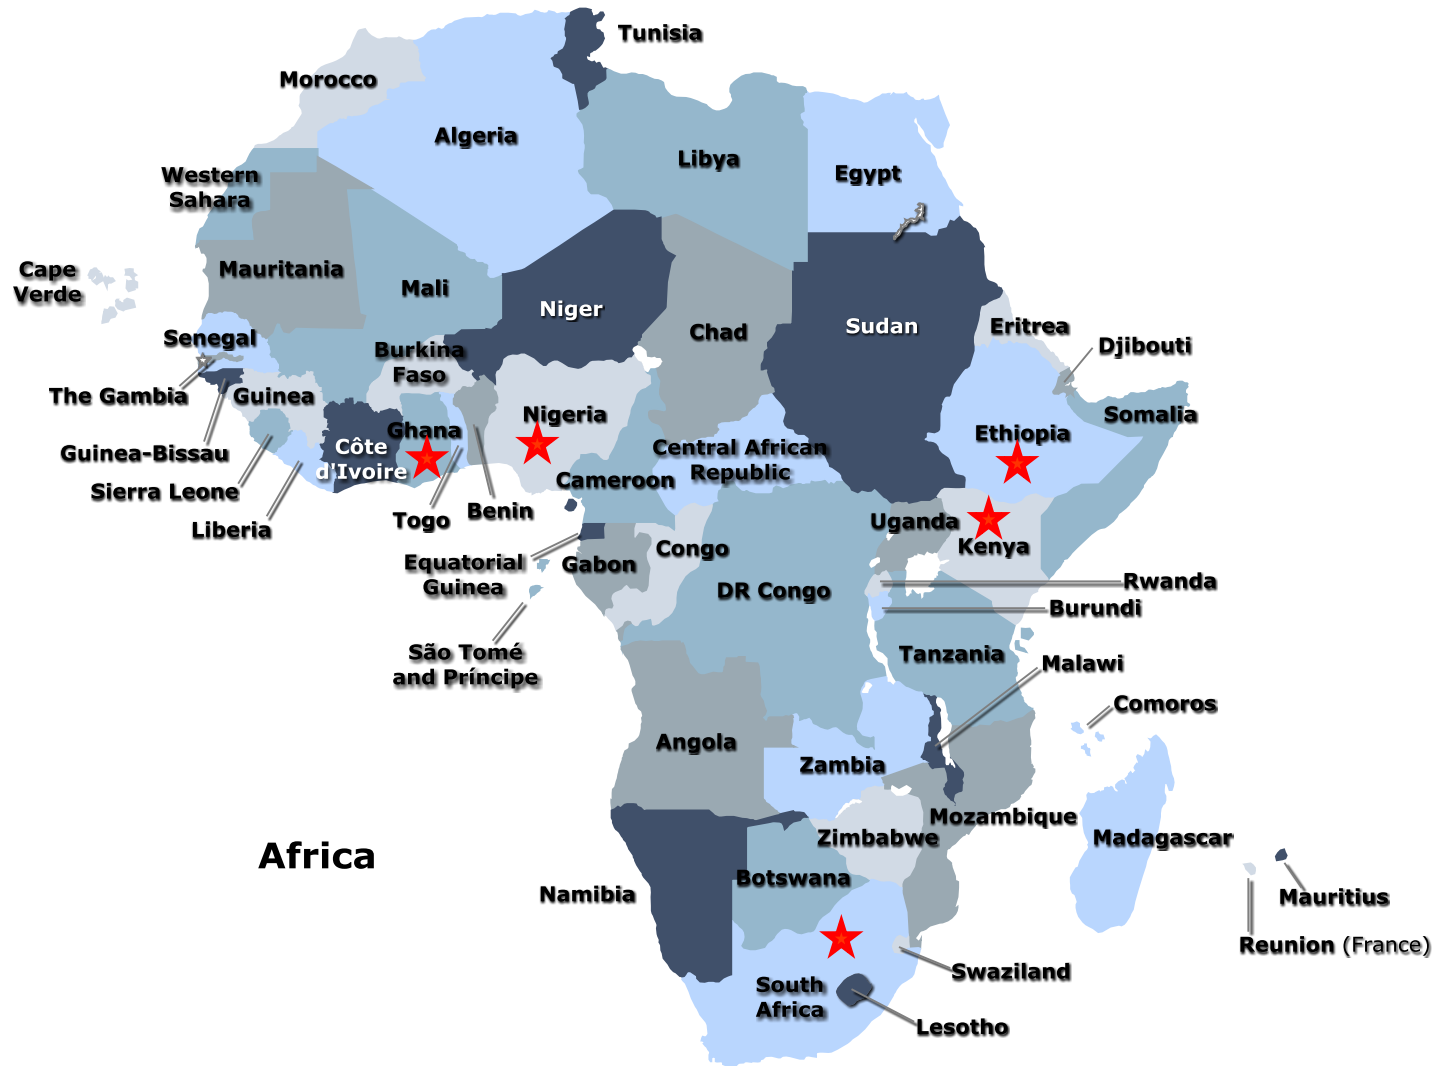 Tunisia
Morocco
Algeria
Libya
Egypt
Western
Sahara
Cape
Verde
Mauritania
Mali
Niger
Chad
Sudan
Eritrea
Djibouti
Senegal
Burkina
Faso
The Gambia
Guinea
Nigeria
Somalia
Ghana
Ethiopia
Guinea-Bissau
Côte
d'Ivoire
Central African
Republic
Cameroon
Sierra Leone
Liberia
Togo
Benin
Uganda
Kenya
Equatorial
Guinea
Gabon
Congo
DR Congo
Rwanda
Burundi
São Tomé
and Príncipe
Tanzania
Malawi
Comoros
Angola
Zambia
Mozambique
Zimbabwe
Madagascar
Africa
Namibia
Botswana
Mauritius
Reunion (France)
Swaziland
South
Africa
Lesotho